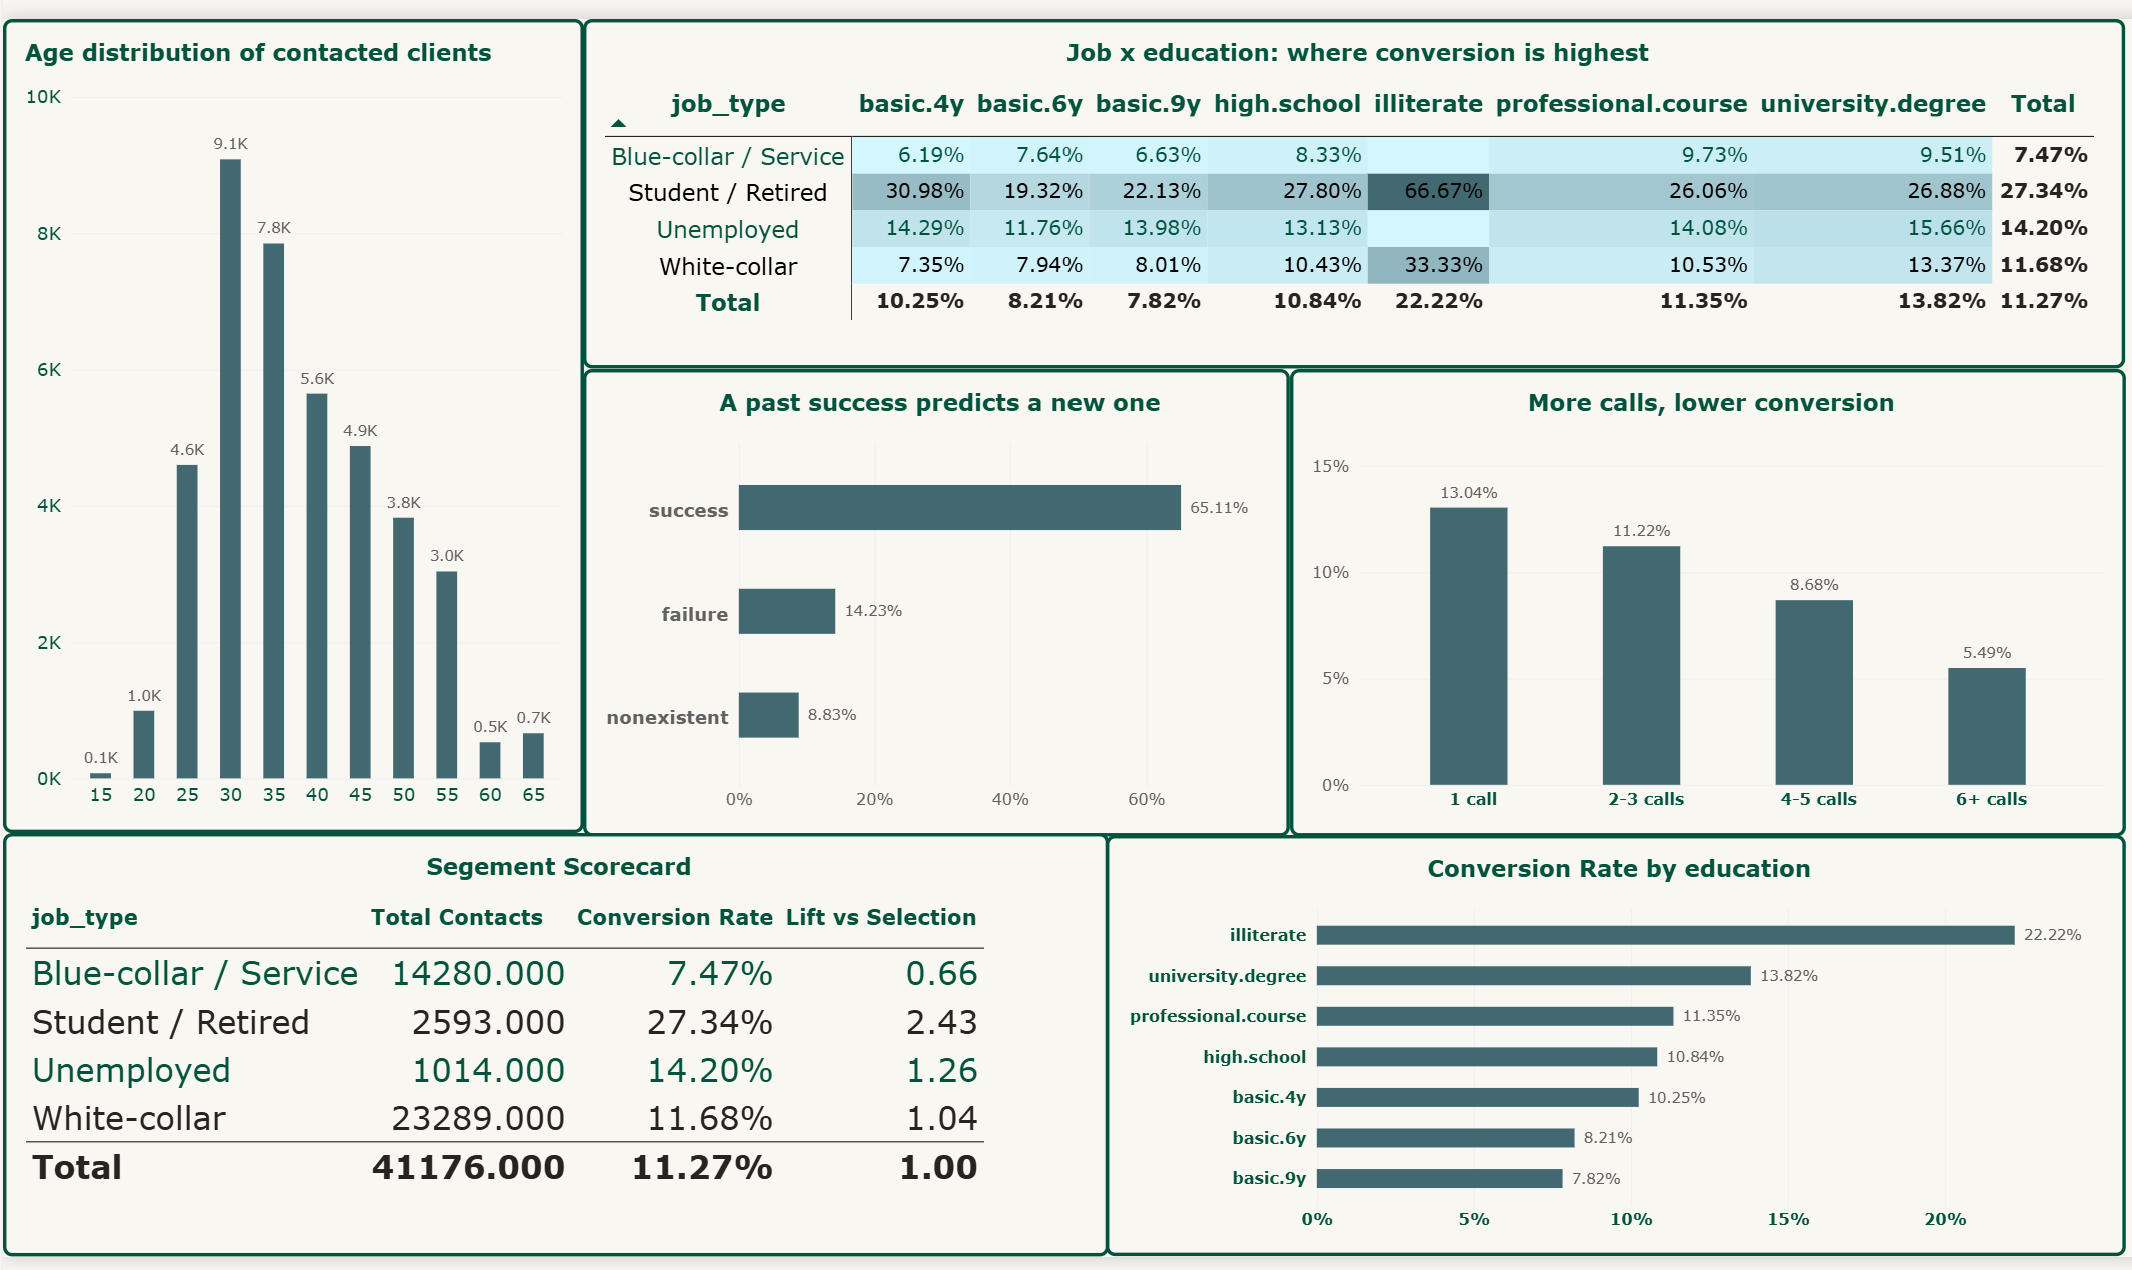 Age distribution of contacted clients
10K
8K
6K
4K
2K
0K
0.1K
1.0K
4.6K
9.1K
7.8K
5.6K
4.9K
3.8K
3.0K
0.5K
0.7K
15 20 25 30 35 40 45 50 55 60 65
Job x education: where conversion is highest
job_type basic.4y basic.6y basic.9y high.school illiterate professional.course university.degree Total
Blue-collar / Service 6.19% 7.64% 6.63% 8.33% 9.73% 9.51% 7.47%
Student / Retired 30.98% 19.32% 22.13% 27.80% 66.67% 26.06% 26.88% 27.34%
Unemployed 14.29% 11.76% 13.98% 13.13% 14.08% 15.66% 14.20%
White-collar 7.35% 7.94% 8.01% 10.43% 33.33% 10.53% 13.37% 11.68%
Total 10.25% 8.21% 7.82% 10.84% 22.22% 11.35% 13.82% 11.27%
A past success predicts a new one
success 65.11%
failure 14.23%
nonexistent 8.83%
0% 20% 40% 60%
More calls, lower conversion
15%
10%
5%
0%
13.04%
11.22%
8.68%
5.49%
1 call 2-3 calls 4-5 calls 6+ calls
Segement Scorecard
job_type Total Contacts Conversion Rate Lift vs Selection
Blue-collar / Service 14280.000 7.47% 0.66
Student / Retired 2593.000 27.34% 2.43
Unemployed 1014.000 14.20% 1.26
White-collar 23289.000 11.68% 1.04
Total 41176.000 11.27% 1.00
Conversion Rate by education
illiterate 22.22%
university.degree 13.82%
professional.course 11.35%
high.school 10.84%
basic.4y 10.25%
basic.6y 8.21%
basic.9y 7.82%
0% 5% 10% 15% 20%